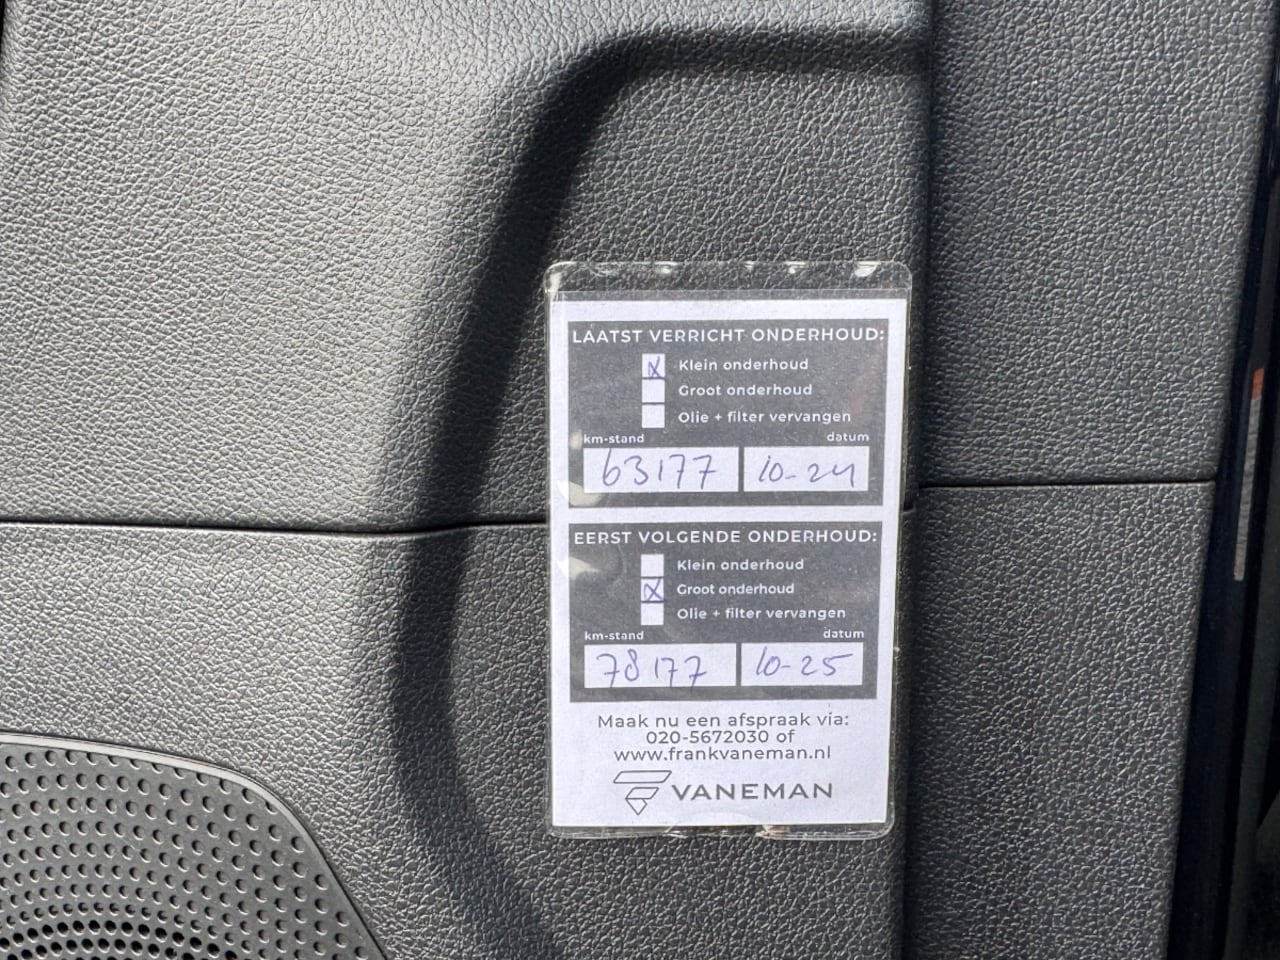 LAATST VERRICHT ONDERHOUD:
X Klein onderhoud
Groot onderhoud
Olie + filter vervangen
km-stand datum
63177 10-24
EERST VOLGENDE ONDERHOUD:
Klein onderhoud
X Groot onderhoud
Olie + filter vervangen
km-stand datum
78177 10-25
Maak nu een afspraak via:
020-5672030 of
www.frankvaneman.nl
VANEMAN